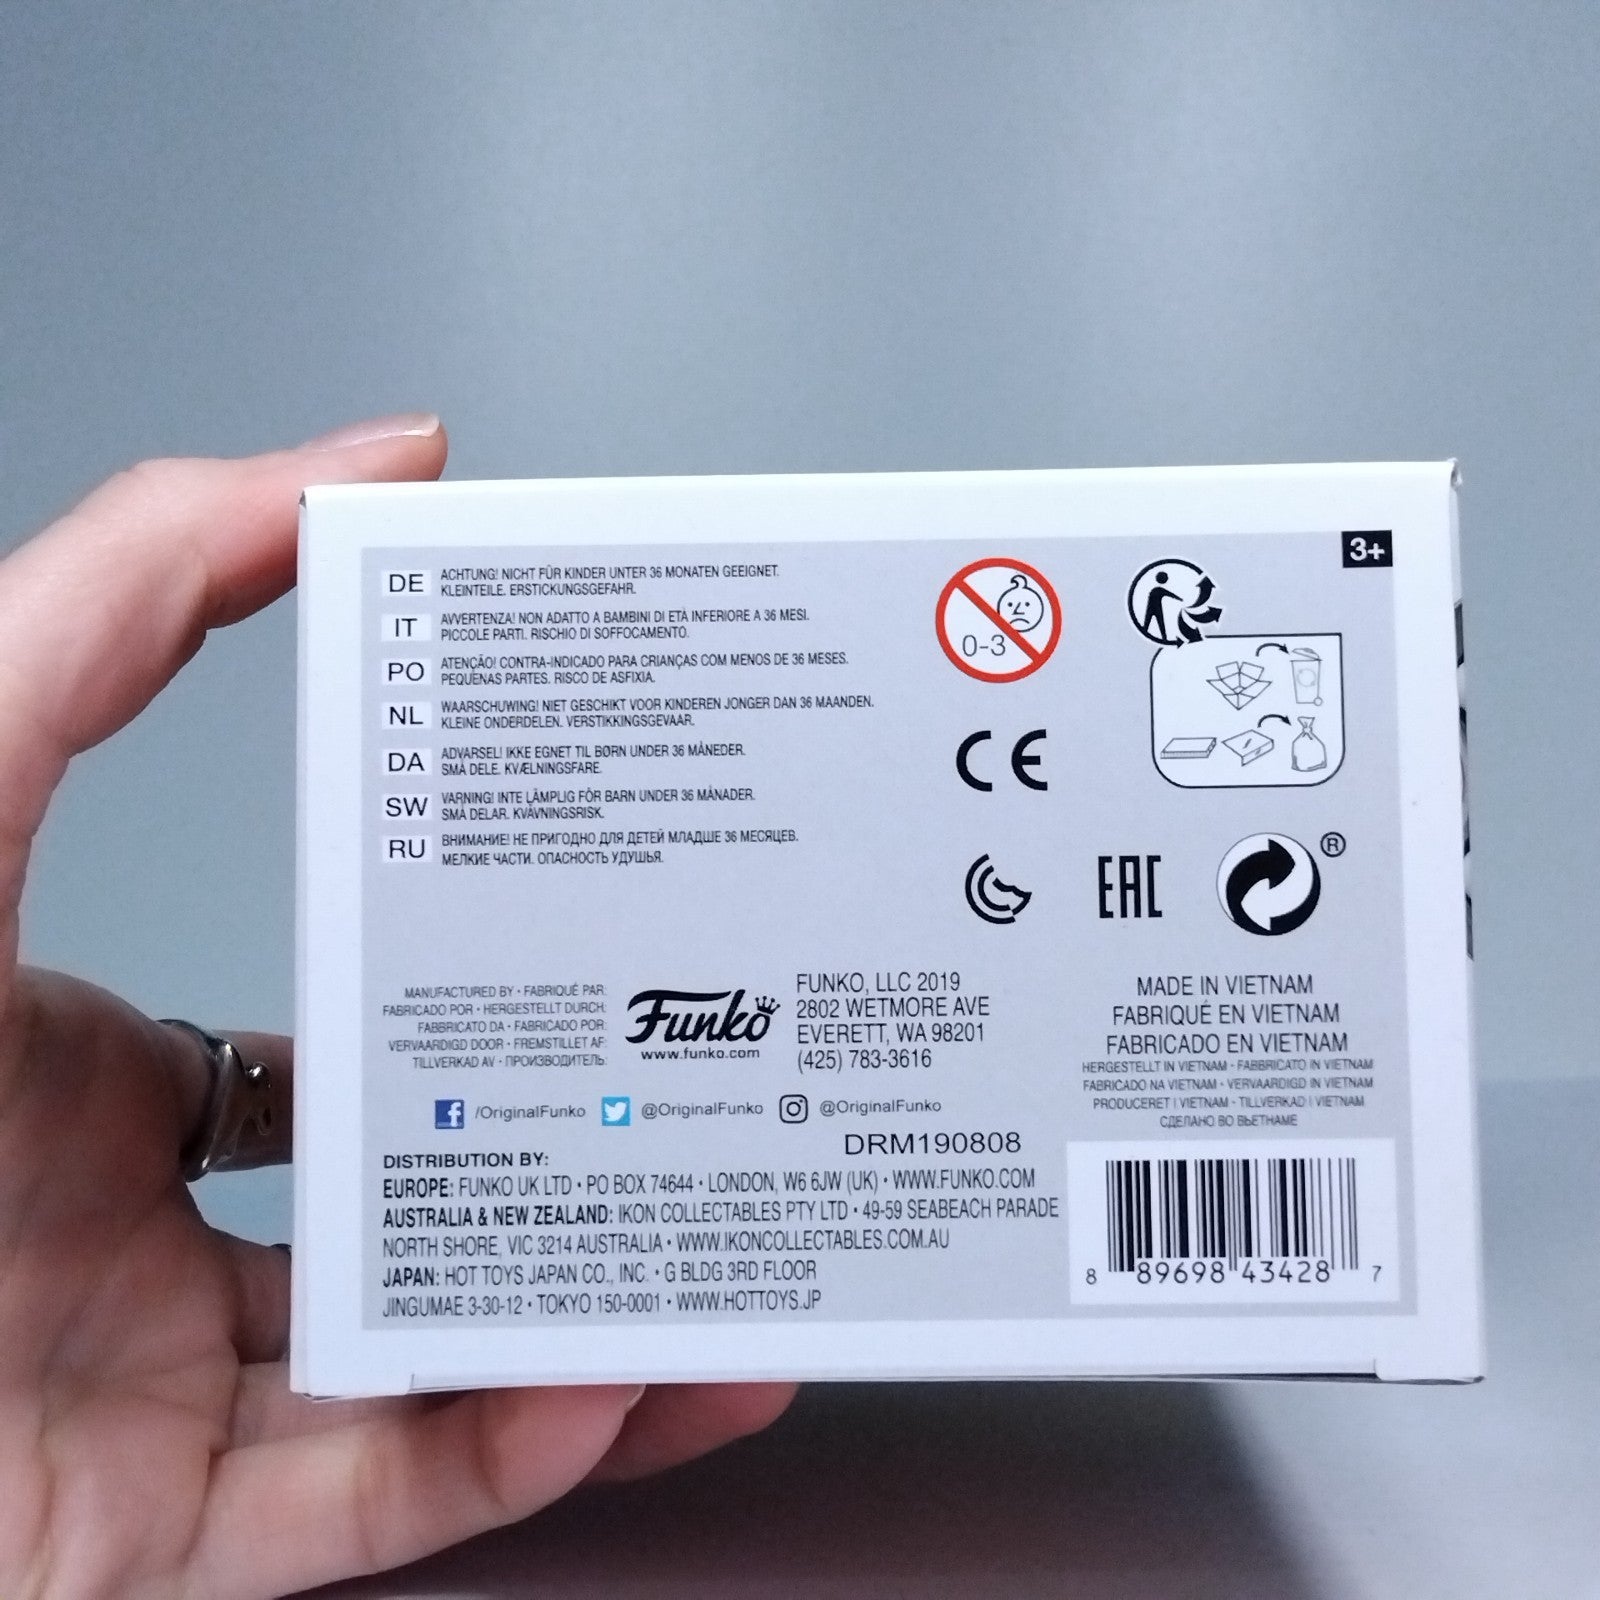 3+
DE ACHTUNG! NICHT FÜR KINDER UNTER 36 MONATEN GEEIGNET.
KLEINTEILE. ERSTICKUNGSGEFAHR.
IT AVVERTENZA! NON ADATTO A BAMBINI DI ETÀ INFERIORE A 36 MESI.
PICCOLE PARTI. RISCHIO DI SOFFOCAMENTO.
PO ATENÇÃO! CONTRA-INDICADO PARA CRIANÇAS COM MENOS DE 36 MESES.
PEQUENAS PARTES. RISCO DE ASFIXIA.
NL WAARSCHUWING! NIET GESCHIKT VOOR KINDEREN JONGER DAN 36 MAANDEN.
KLEINE ONDERDELEN. VERSTIKKINGSGEVAAR.
DA ADVARSEL! IKKE EGNET TIL BØRN UNDER 36 MÅNEDER.
SMÅ DELE. KVÆLNINGSFARE.
SW VARNING! INTE LÄMPLIG FÖR BARN UNDER 36 MÅNADER.
SMÅ DELAR. KVÄVNINGSRISK.
RU ВНИМАНИЕ! НЕ ПРИГОДНО ДЛЯ ДЕТЕЙ МЛАДШЕ 36 МЕСЯЦЕВ.
МЕЛКИЕ ЧАСТИ. ОПАСНОСТЬ УДУШЬЯ.
0-3
CE
EAC
®
MANUFACTURED BY • FABRIQUÉ PAR:
FABRICADO POR • HERGESTELLT DURCH:
FABBRICATO DA • FABRICADO POR:
VERVAARDIGD DOOR • FREMSTILLET AF:
TILLVERKAD AV • ПРОИЗВОДИТЕЛЬ:
Funko
www.funko.com
FUNKO, LLC 2019
2802 WETMORE AVE
EVERETT, WA 98201
(425) 783-3616
MADE IN VIETNAM
FABRIQUÉ EN VIETNAM
FABRICADO EN VIETNAM
HERGESTELLT IN VIETNAM • FABBRICATO IN VIETNAM
FABRICADO NA VIETNAM • VERVAARDIGD IN VIETNAM
PRODUCERET I VIETNAM • TILLVERKAD I VIETNAM
СДЕЛАНО ВО ВЬЕТНАМЕ
/OriginalFunko @OriginalFunko @OriginalFunko
DRM190808
DISTRIBUTION BY:
EUROPE: FUNKO UK LTD • PO BOX 74644 • LONDON, W6 6JW (UK) • WWW.FUNKO.COM
AUSTRALIA & NEW ZEALAND: IKON COLLECTABLES PTY LTD • 49-59 SEABEACH PARADE
NORTH SHORE, VIC 3214 AUSTRALIA • WWW.IKONCOLLECTABLES.COM.AU
JAPAN: HOT TOYS JAPAN CO., INC. • G BLDG 3RD FLOOR
JINGUMAE 3-30-12 • TOKYO 150-0001 • WWW.HOTTOYS.JP
8 89698 43428 7